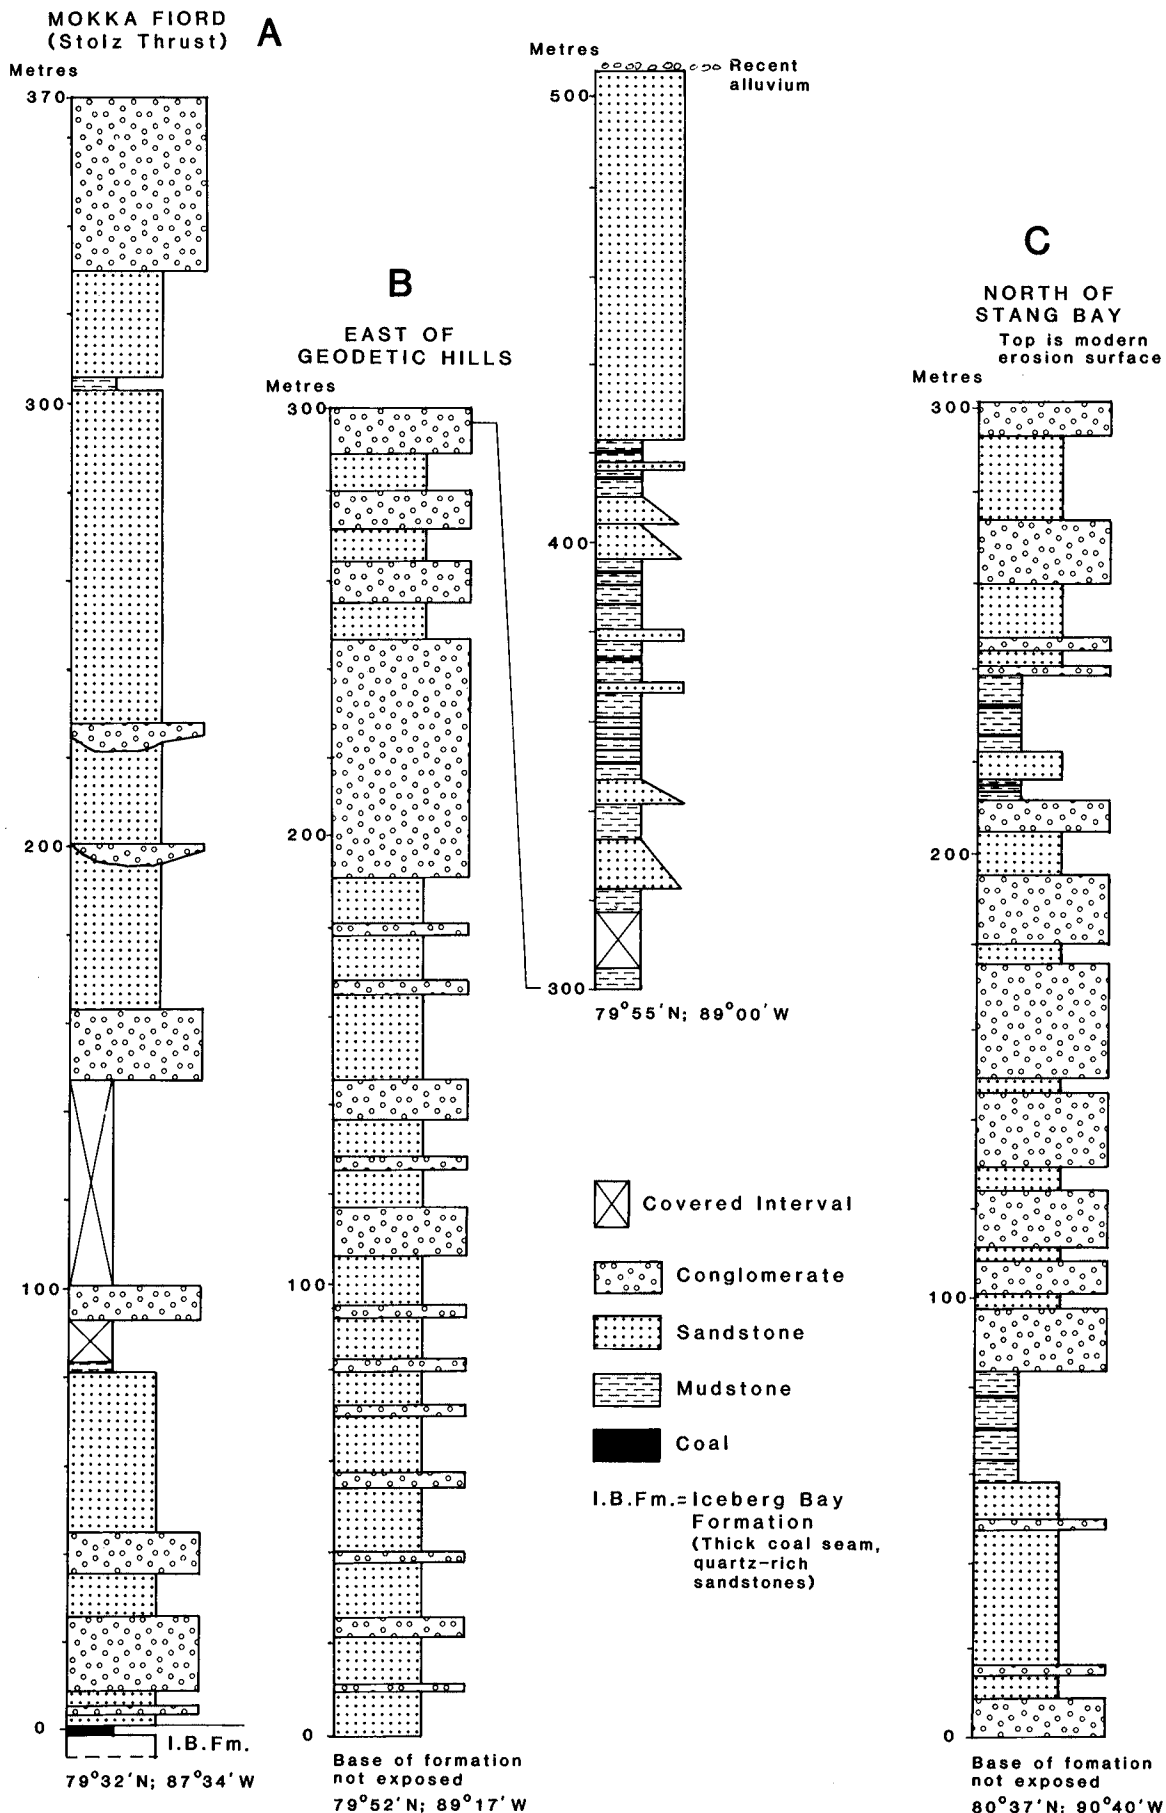 MOKKA FIORD
(Stolz Thrust)
A
Metres
370
300
200
100
0
I.B.Fm.
79°32'N; 87°34'W
B
EAST OF
GEODETIC HILLS
Metres
300
200
100
0
Base of formation
not exposed
79°52'N; 89°17'W
Metres
Recent
alluvium
500
400
300
79°55'N; 89°00'W
Covered Interval
Conglomerate
Sandstone
Mudstone
Coal
I.B.Fm.=Iceberg Bay
Formation
(Thick coal seam,
quartz-rich
sandstones)
C
NORTH OF
STANG BAY
Top is modern
erosion surface
Metres
300
200
100
0
Base of fomation
not exposed
80°37'N; 90°40'W